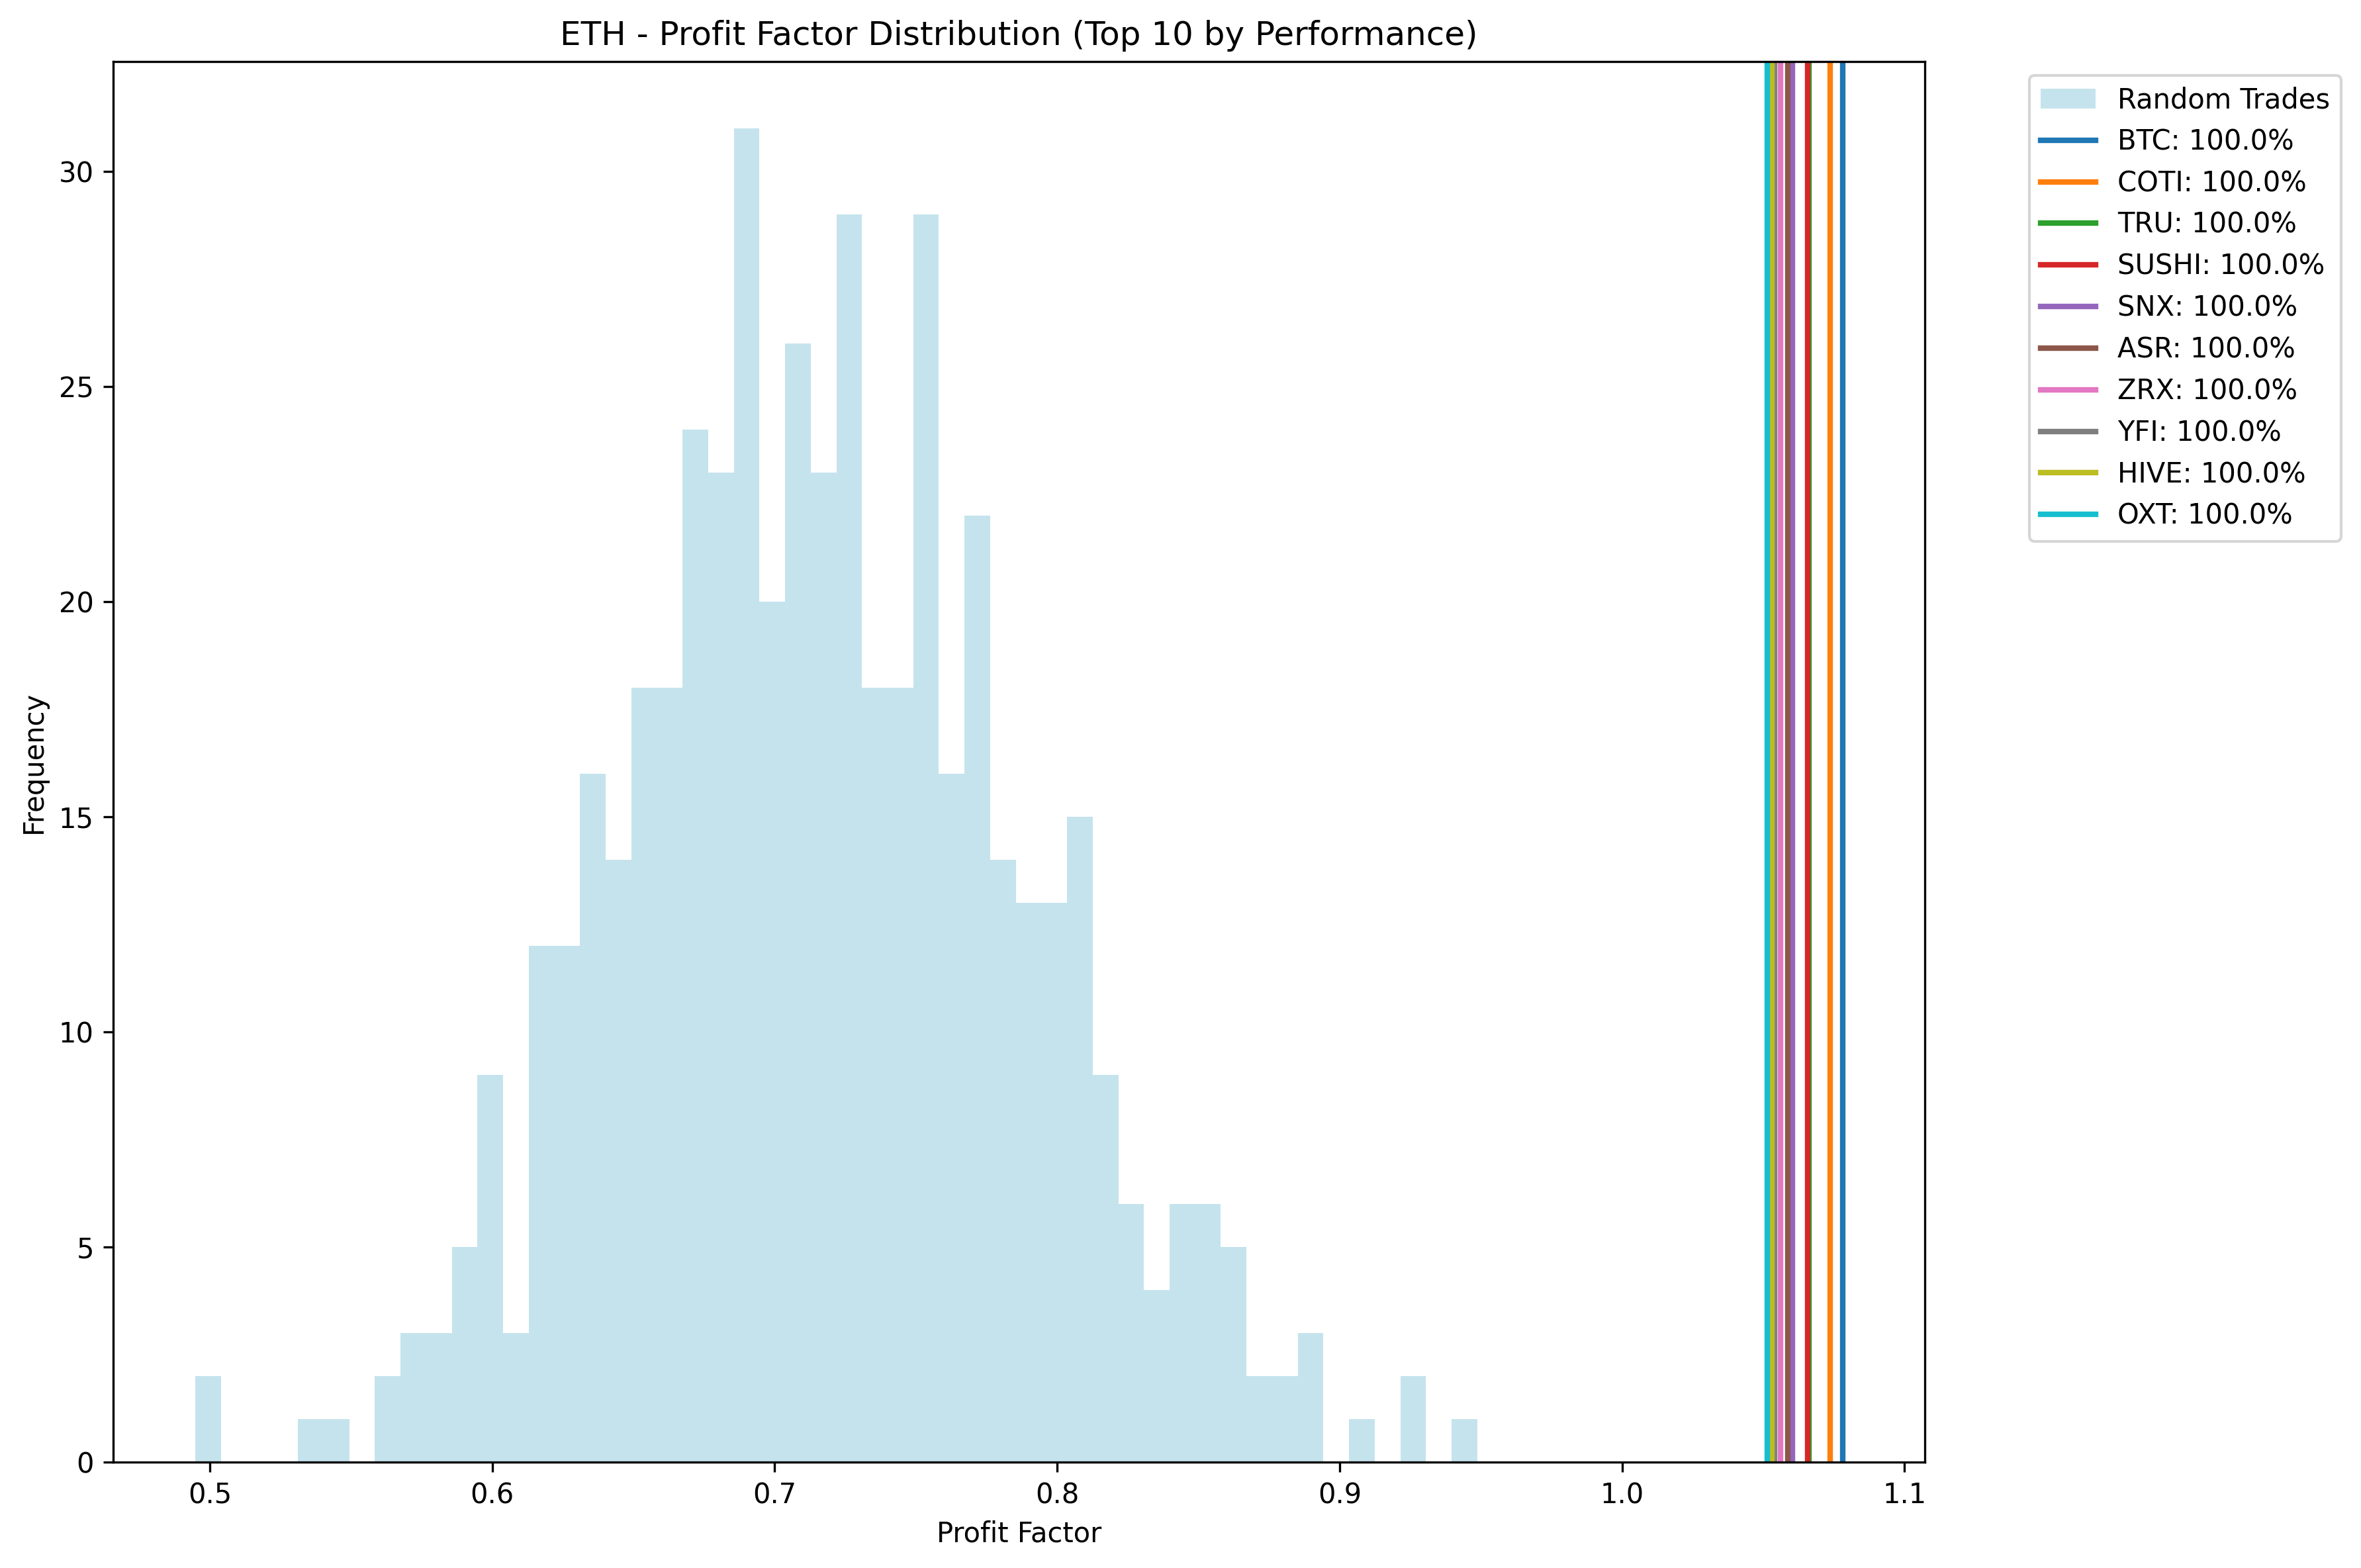 ETH - Profit Factor Distribution (Top 10 by Performance)
Random Trades
BTC: 100.0%
COTI: 100.0%
TRU: 100.0%
SUSHI: 100.0%
SNX: 100.0%
ASR: 100.0%
ZRX: 100.0%
YFI: 100.0%
HIVE: 100.0%
OXT: 100.0%
Frequency
30
25
20
15
10
5
0
0.5 0.6 0.7 0.8 0.9 1.0 1.1
Profit Factor